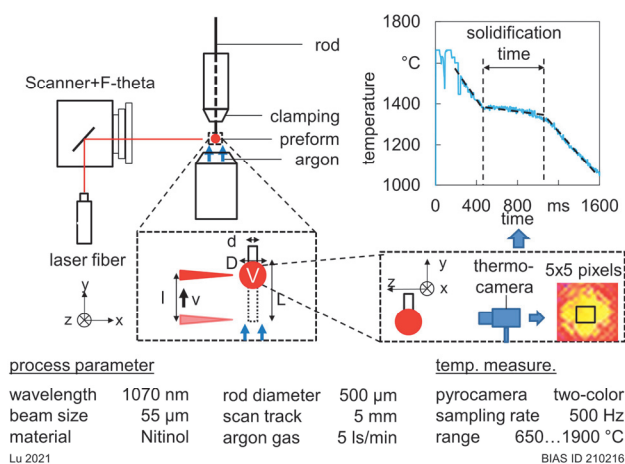 rod
Scanner+F-theta
clamping
preform
argon
laser fiber
y
z
x
d
D
V
l
v
L
1800
°C
1400
1200
1000
temperature
solidification
time
0
400
800
ms
1600
time
y
z
x
thermo-
camera
5x5 pixels
process parameter
wavelength 1070 nm rod diameter 500 µm
beam size 55 µm scan track 5 mm
material Nitinol argon gas 5 ls/min
temp. measure.
pyrocamera two-color
sampling rate 500 Hz
range 650…1900 °C
Lu 2021
BIAS ID 210216